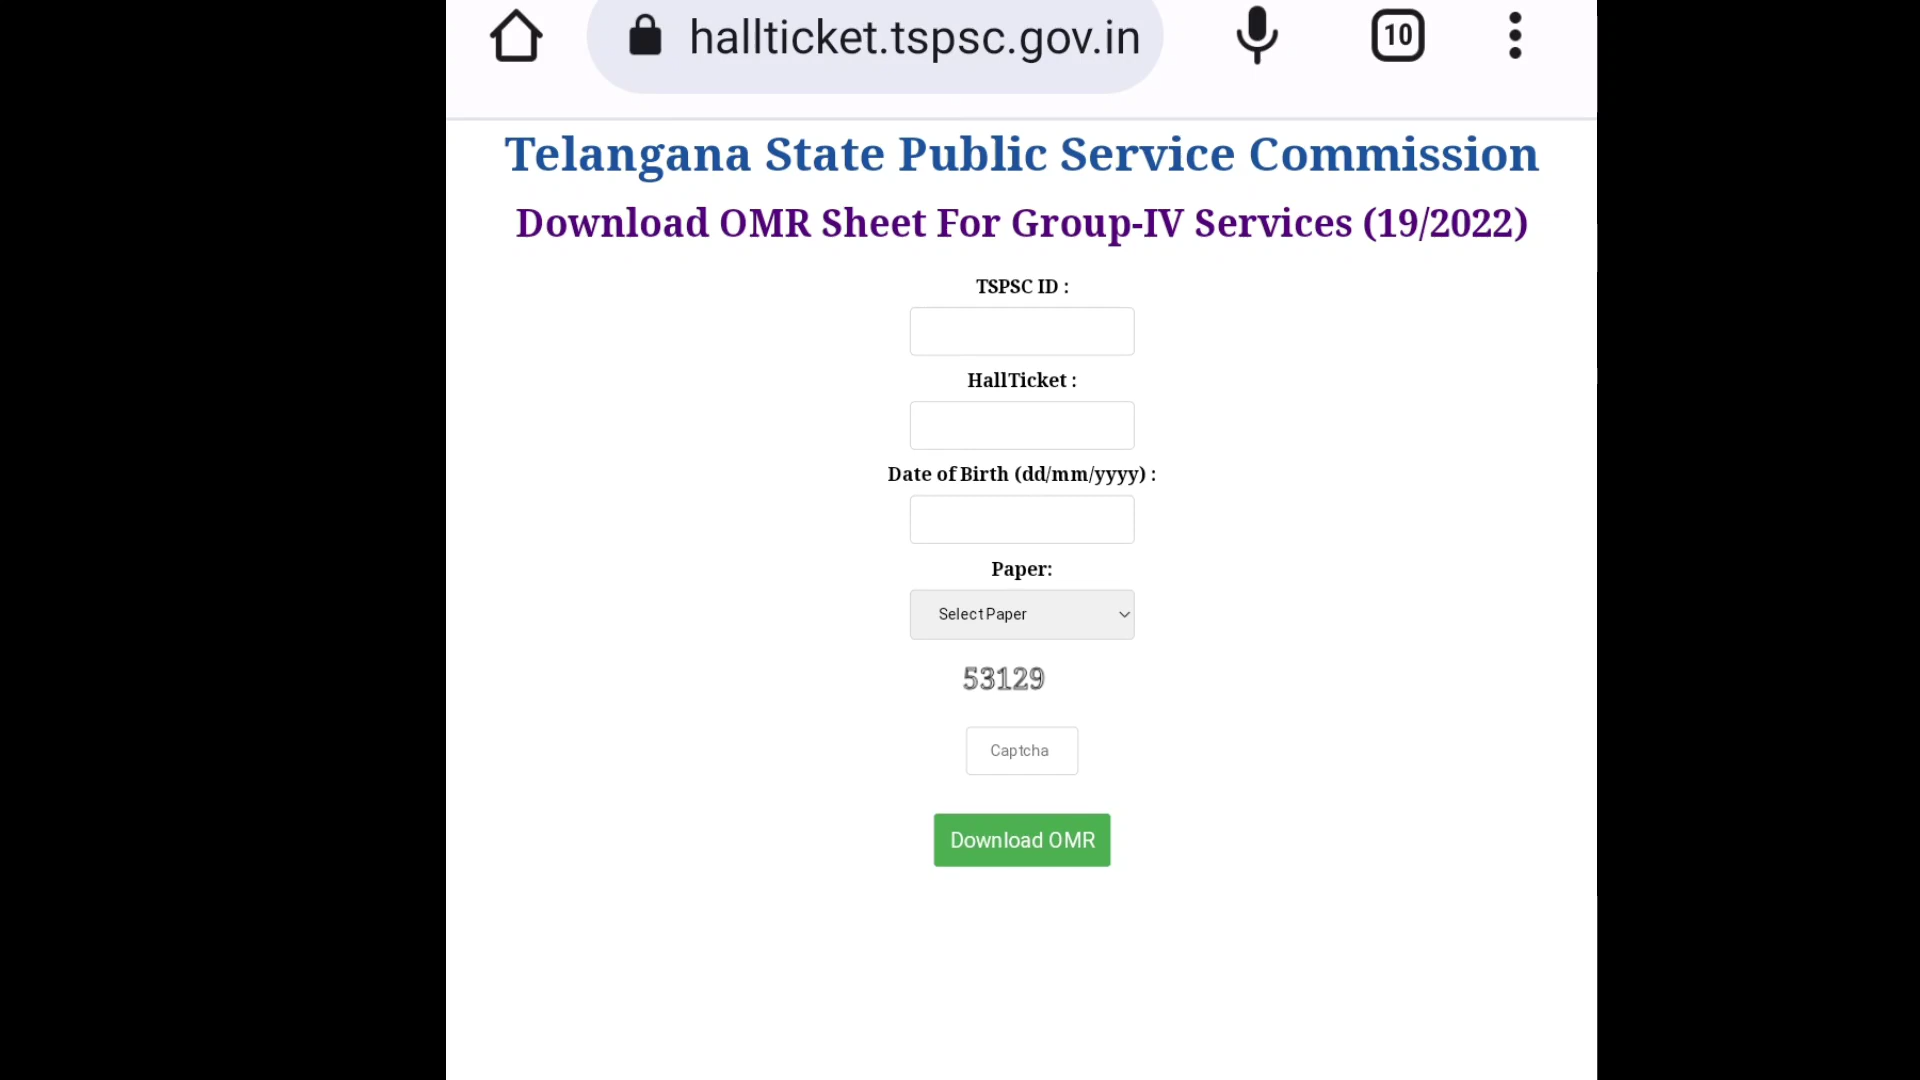 hallticket.tspsc.gov.in
10
Telangana State Public Service Commission
Download OMR Sheet For Group-IV Services (19/2022)
TSPSC ID :
HallTicket :
Date of Birth (dd/mm/yyyy) :
Paper:
Select Paper
53129
Captcha
Download OMR